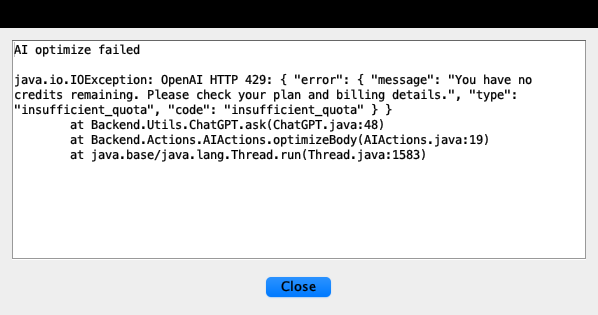 AI optimize failed
java.io.IOException: OpenAI HTTP 429: { "error": { "message": "You have no
credits remaining. Please check your plan and billing details.", "type":
"insufficient_quota", "code": "insufficient_quota" } }
at Backend.Utils.ChatGPT.ask(ChatGPT.java:48)
at Backend.Actions.AIActions.optimizeBody(AIActions.java:19)
at java.base/java.lang.Thread.run(Thread.java:1583)
Close